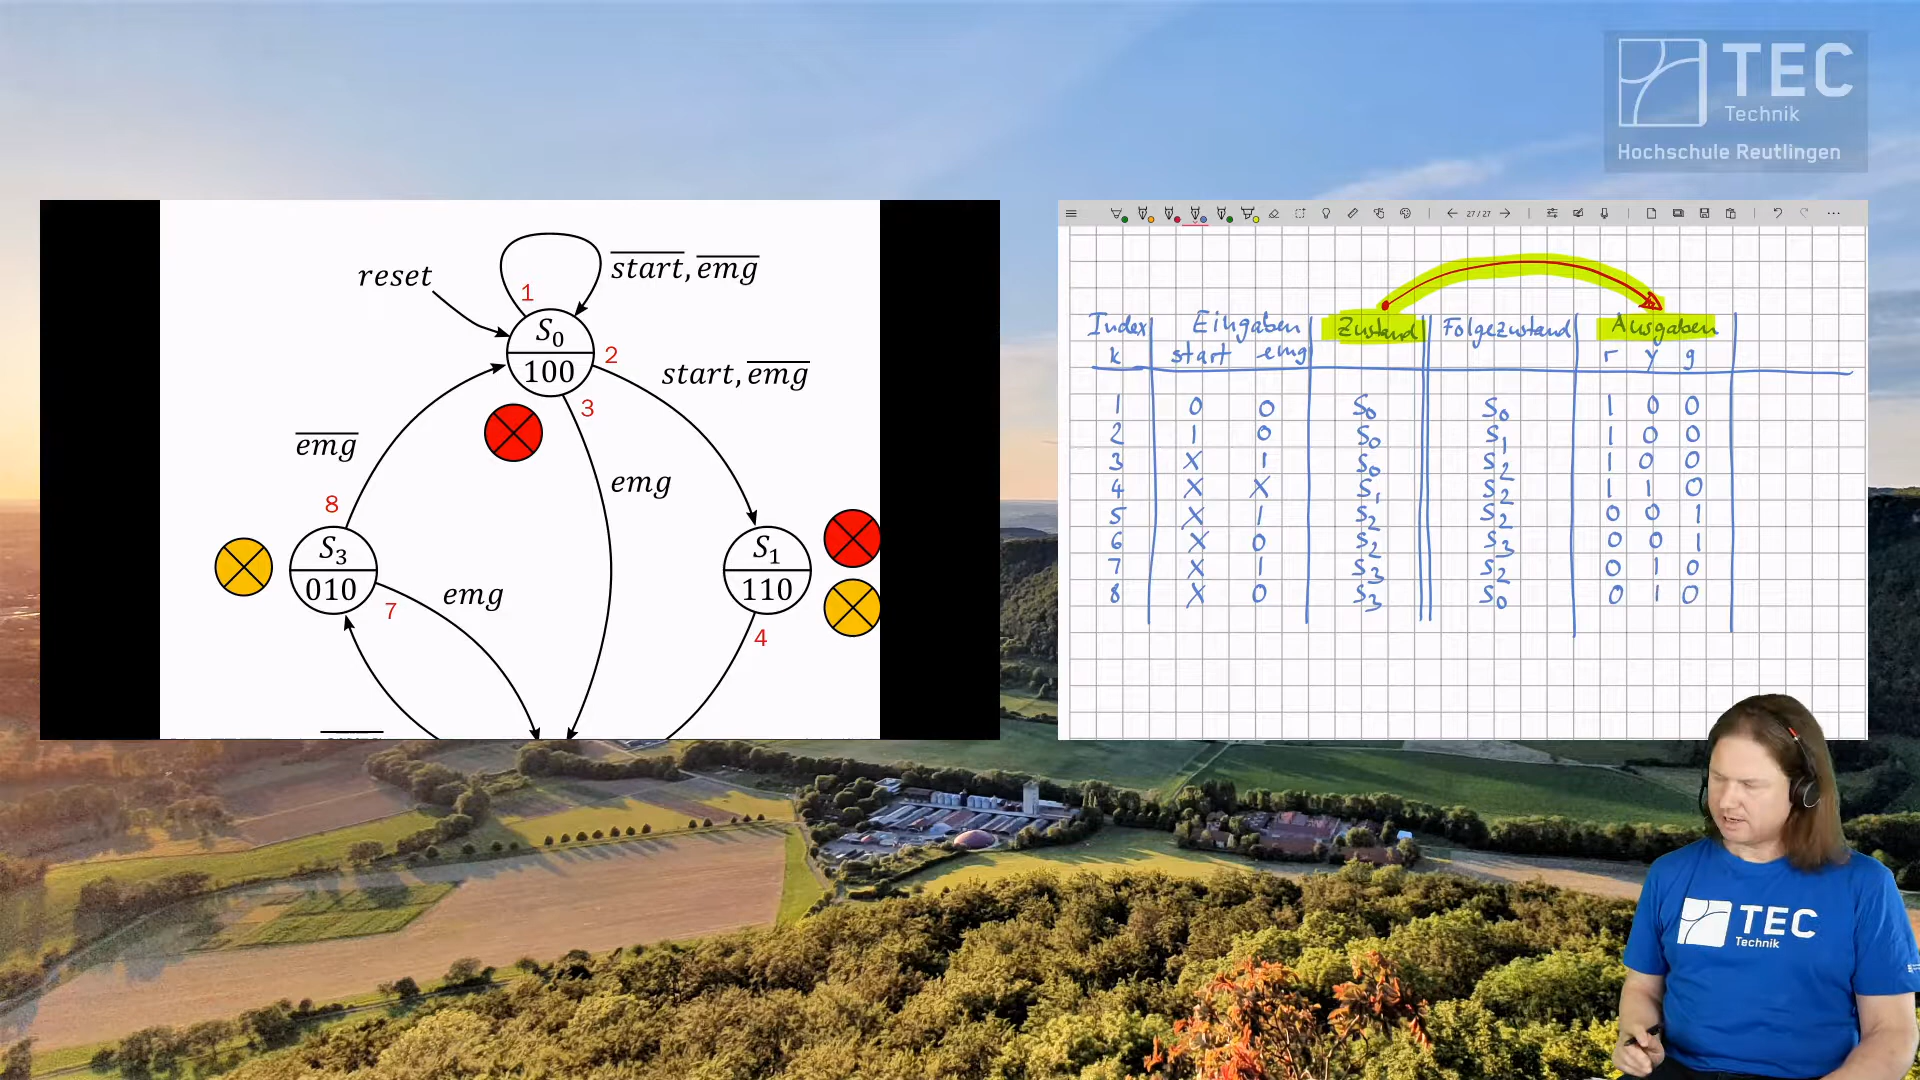 TEC
Technik
Hochschule Reutlingen
reset
1
start, emg
S0
100
2
start, emg
3
emg
emg
8
S3
010
7
emg
S1
110
4
27/27
Index Eingaben Zustand Folgezustand Ausgaben
k start emg r y g
1 0 0 S0 S0 1 0 0
2 1 0 S0 S1 1 0 0
3 X 1 S0 S2 1 0 0
4 X X S1 S2 1 1 0
5 X 1 S2 S2 0 0 1
6 X 0 S2 S3 0 0 1
7 X 1 S3 S2 0 1 0
8 X 0 S3 S0 0 1 0
TEC
Technik